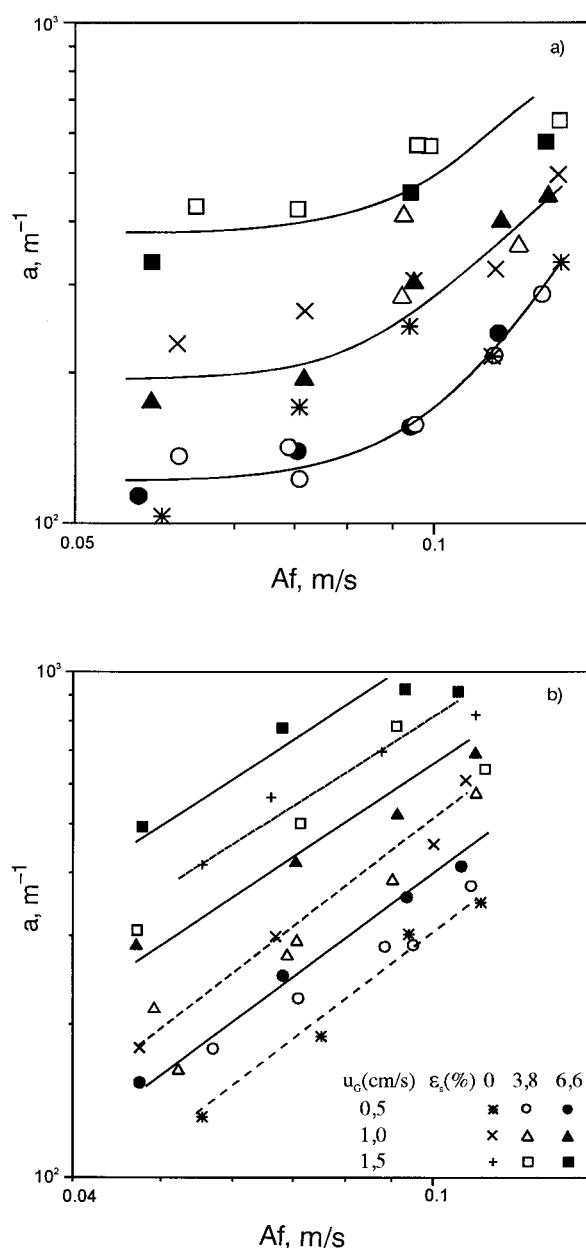 10³
a)
a, m⁻¹
10²
0.05
0.1
Af, m/s
10³
b)
a, m⁻¹
u_G(cm/s) ε_s(%) 0 3,8 6,6
0,5
1,0
1,5
10²
0.04
0.1
Af, m/s